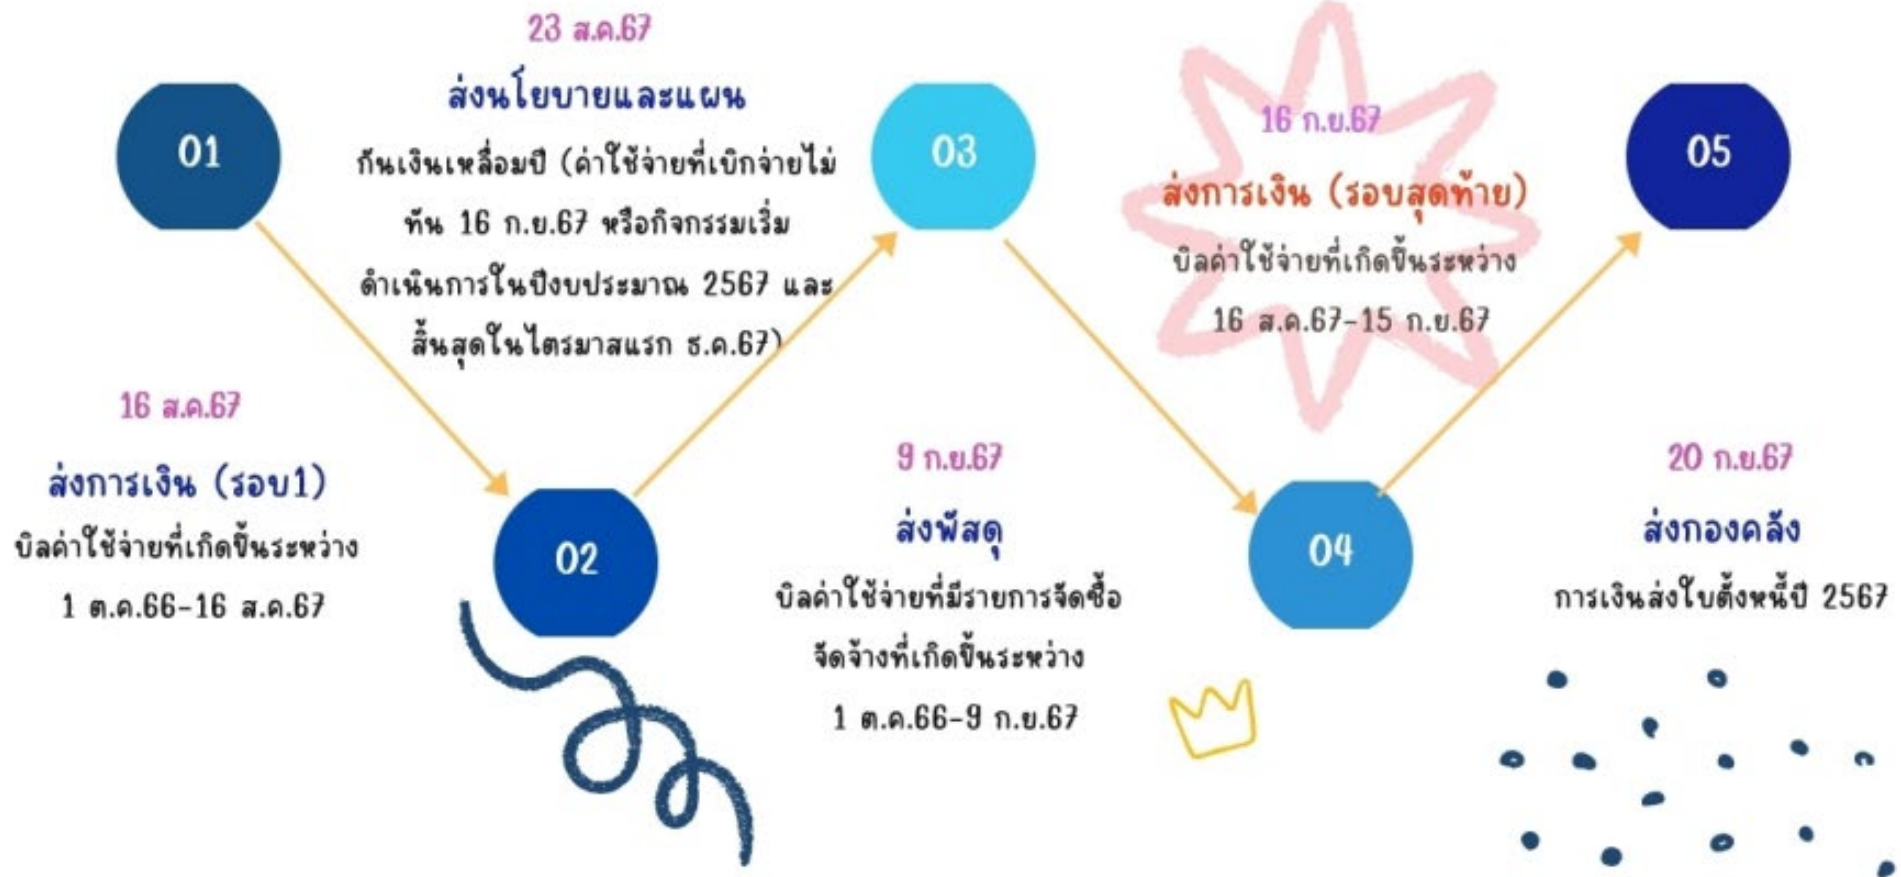 01
16 ส.ค.67
ส่งการเงิน (รอบ1)
บิลค่าใช้จ่ายที่เกิดขึ้นระหว่าง
1 ต.ค.66-16 ส.ค.67
23 ส.ค.67
ส่งนโยบายและแผน
กันเงินเหลื่อมปี (ค่าใช้จ่ายที่เบิกจ่ายไม่
ทัน 16 ก.ย.67 หรือกิจกรรมเริ่ม
ดำเนินการในปีงบประมาณ 2567 และ
สิ้นสุดในไตรมาสแรก ธ.ค.67)
02
03
9 ก.ย.67
ส่งพัสดุ
บิลค่าใช้จ่ายที่มีรายการจัดซื้อ
จัดจ้างที่เกิดขึ้นระหว่าง
1 ต.ค.66-9 ก.ย.67
16 ก.ย.67
ส่งการเงิน (รอบสุดท้าย)
บิลค่าใช้จ่ายที่เกิดขึ้นระหว่าง
16 ส.ค.67-15 ก.ย.67
04
05
20 ก.ย.67
ส่งกองคลัง
การเงินส่งใบตั้งหนี้ปี 2567